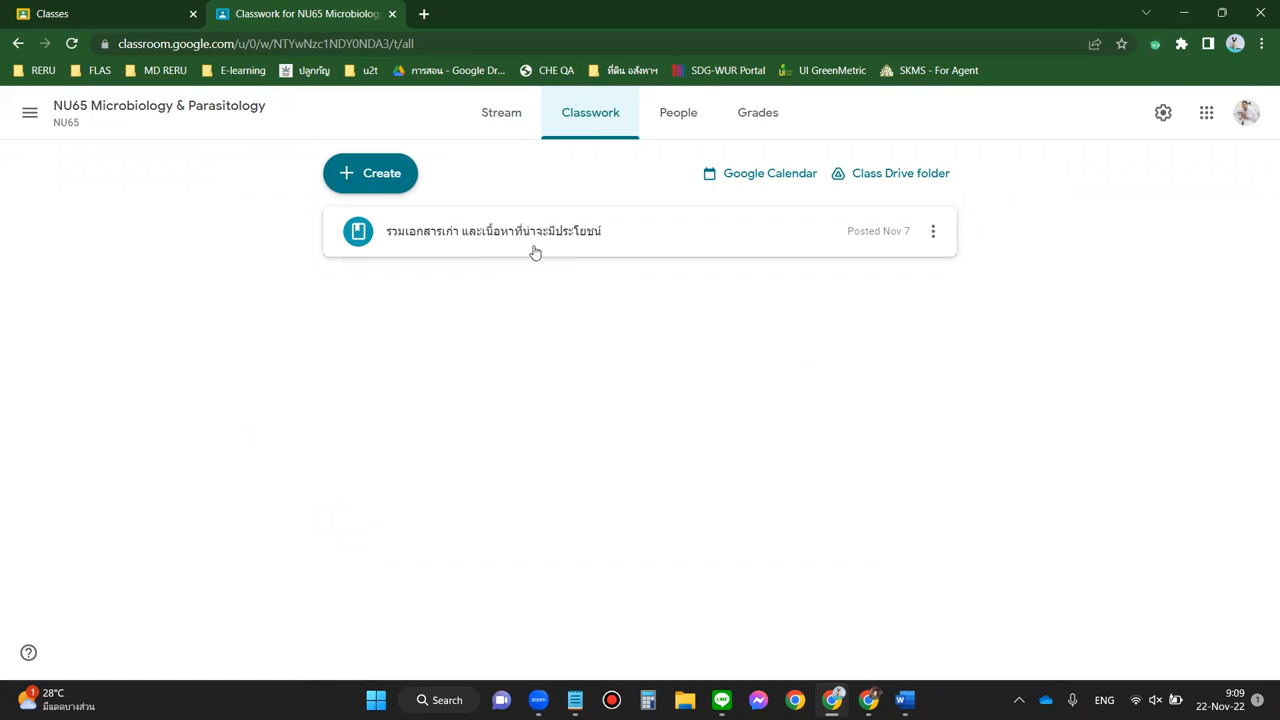 Classes
Classwork for NU65 Microbiolog
classroom.google.com/u/0/w/NTYwNzc1NDY0NDA3/t/all
RERU
FLAS
MD RERU
E-learning
ปลูกกัญ
u2t
การสอน - Google Dr...
CHE QA
ที่ดิน อสังหาฯ
SDG-WUR Portal
UI GreenMetric
SKMS - For Agent
NU65 Microbiology & Parasitology
NU65
Stream
Classwork
People
Grades
Create
Google Calendar
Class Drive folder
รวมเอกสารเก่า และเนื้อหาที่น่าจะมีประโยชน์
Posted Nov 7
1
28°C
มีแดดบางส่วน
Search
zoom
ENG
9:09
22-Nov-22
1